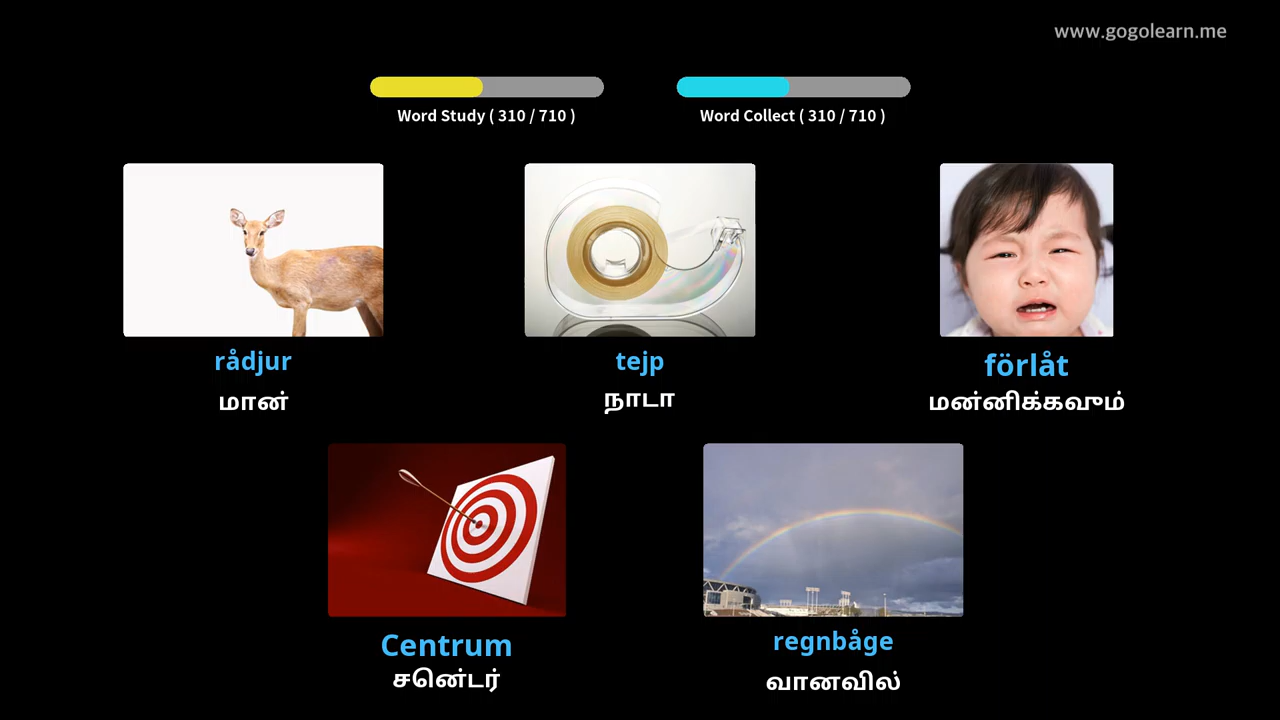 www.gogolearn.me
Word Study ( 310 / 710 )
Word Collect ( 310 / 710 )
rådjur
மான்
tejp
நாடா
förlåt
மன்னிக்கவும்
Centrum
சென்டர்
regnbåge
வானவில்